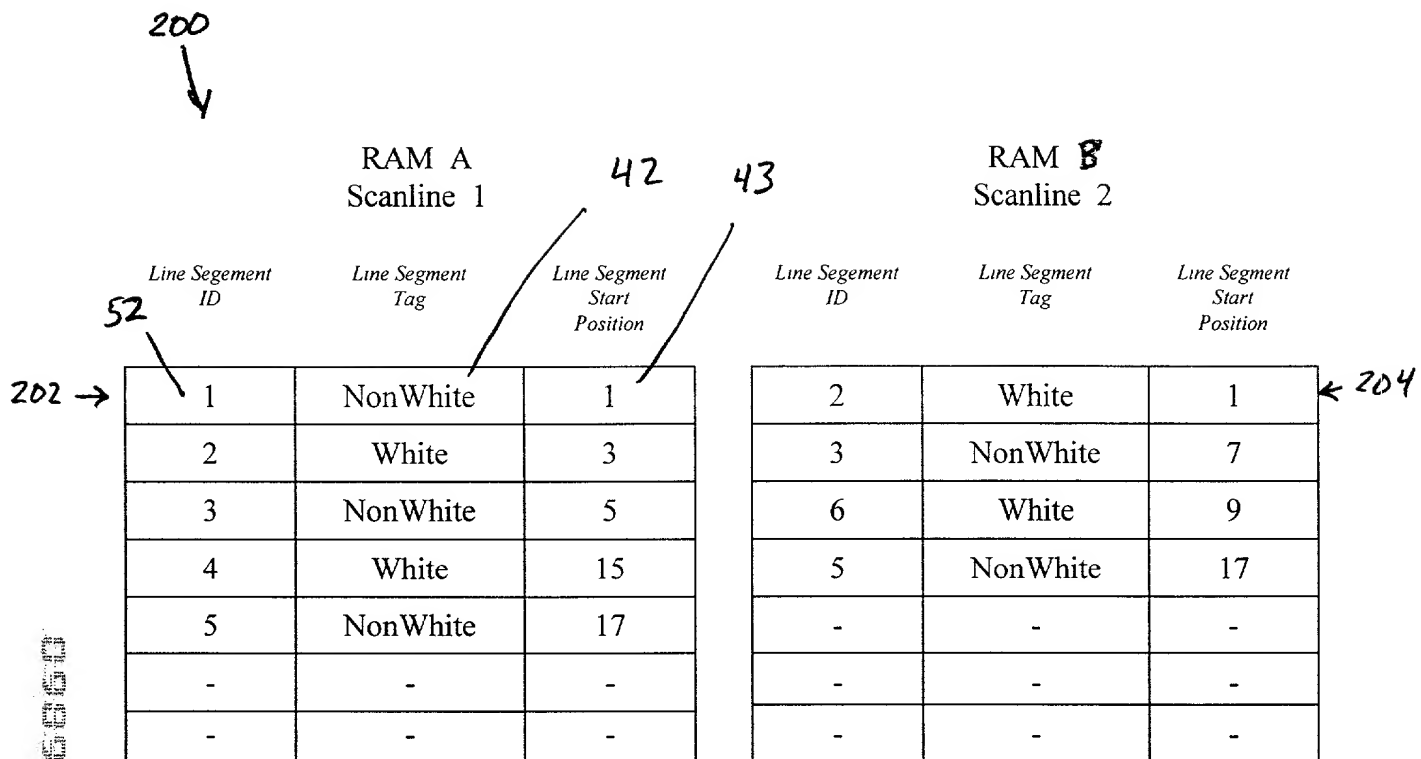 200
RAM A
Scanline 1
42
43
RAM B
Scanline 2
Line Segement ID
Line Segment Tag
Line Segment Start Position
Line Segement ID
Line Segment Tag
Line Segment Start Position
52
202 → 1 NonWhite 1 2 White 1 ← 204
2 White 3 3 NonWhite 7
3 NonWhite 5 6 White 9
4 White 15 5 NonWhite 17
5 NonWhite 17 - - -
- - - - - -
- - - - - -